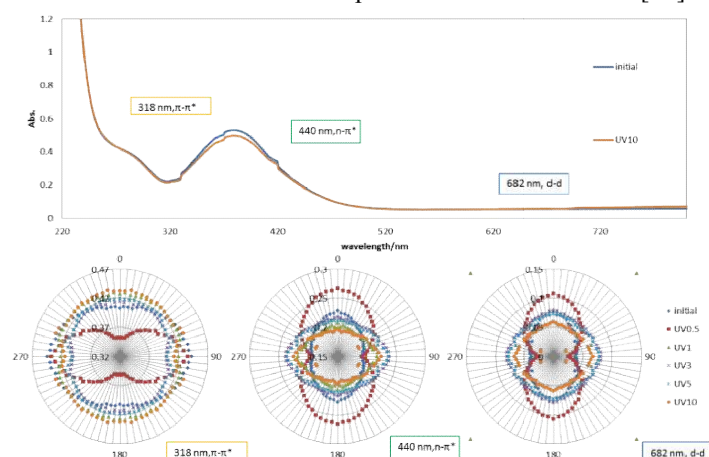 [
]
1.2
1
0.8
0.6
0.4
0.2
0
Abs.
318 nm,π-π*
440 nm,n-π*
682 nm, d-d
initial
UV10
220
320
420
520
620
720
wavelength/nm
0
0.47
0.42
0.37
0.32
270
90
180
318 nm,π-π*
0
0.3
0.25
0.15
270
90
180
440 nm,n-π*
0
0.15
270
90
180
682 nm, d-d
initial
UV0.5
UV1
UV3
UV5
UV10